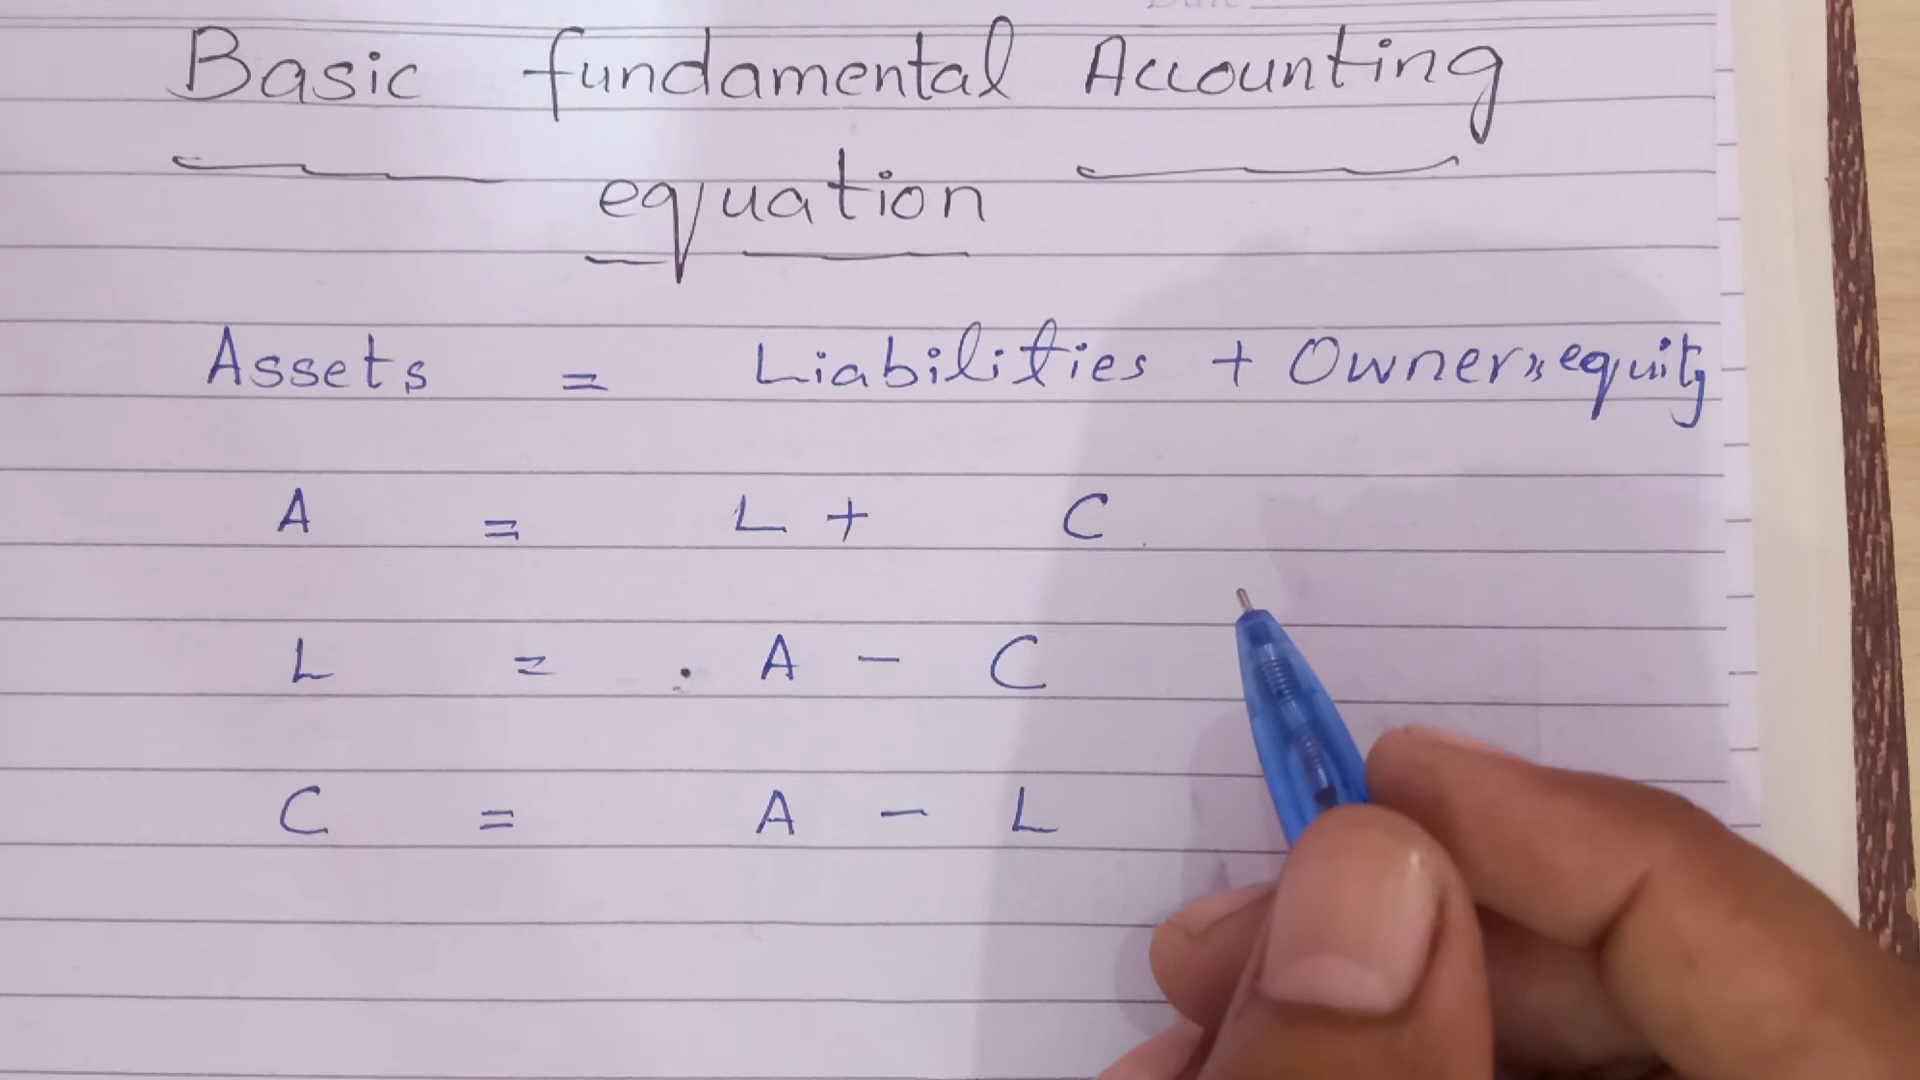 Basic fundamental Accounting
equation
Assets = Liabilities + Owner's equity
A = L + C
L = A - C
C = A - L